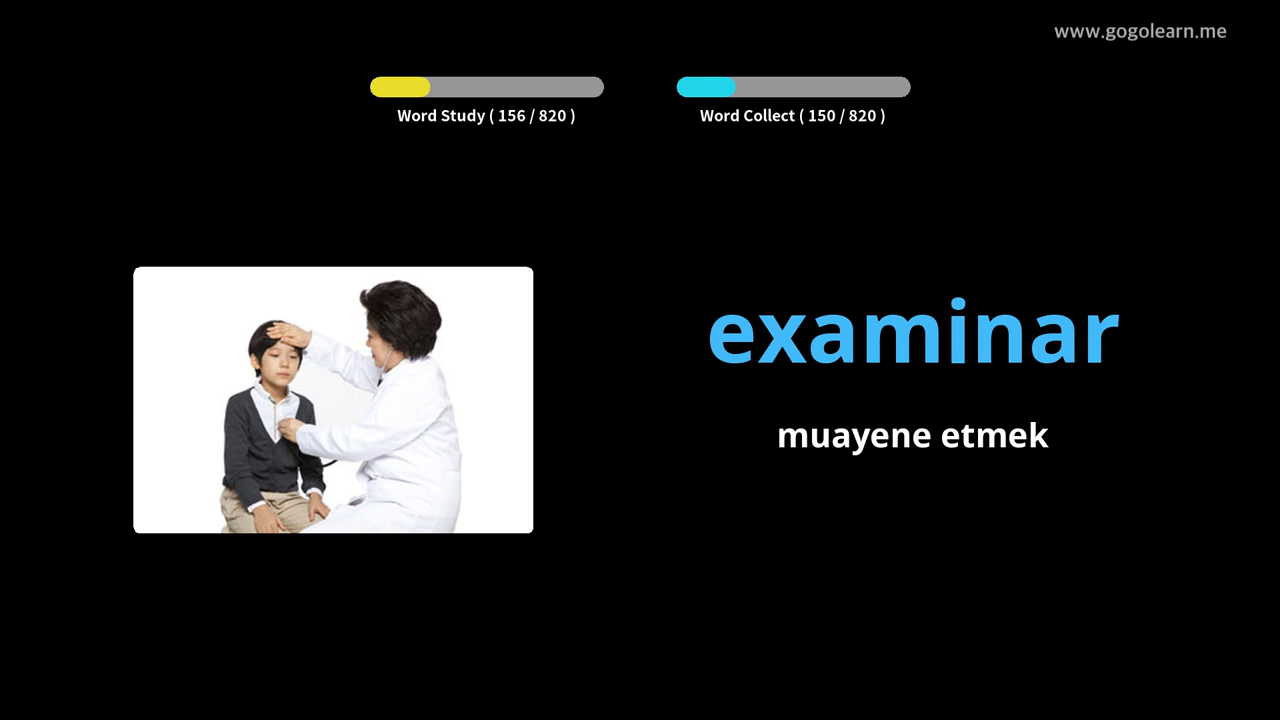 www.gogolearn.me
Word Study ( 156 / 820 )
Word Collect ( 150 / 820 )
examinar
muayene etmek